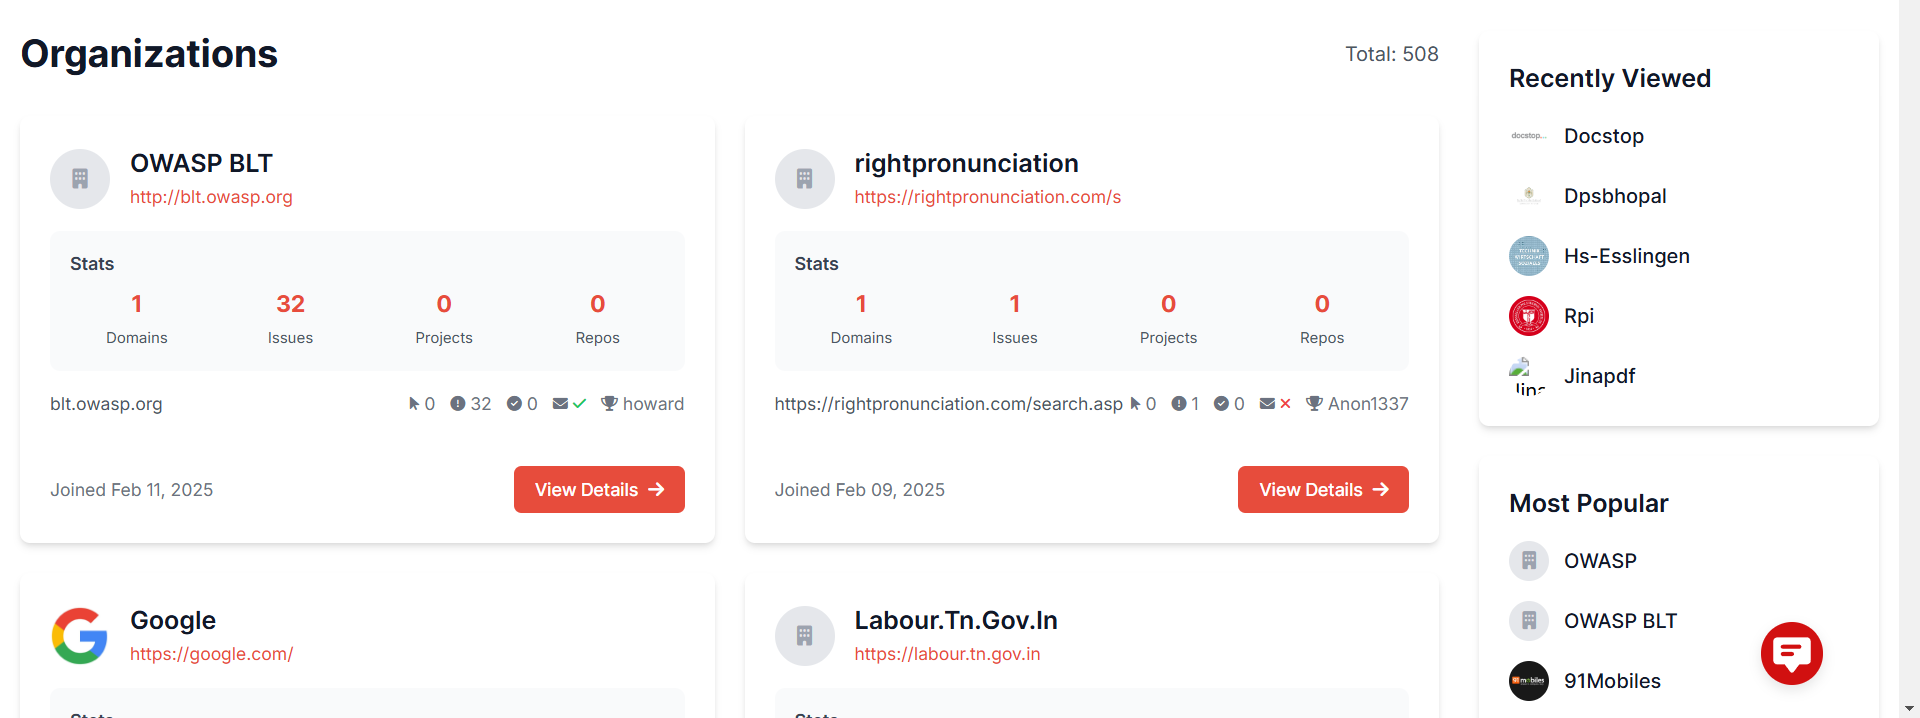 Organizations
Total: 508
OWASP BLT
http://blt.owasp.org
Stats
1 32 0 0
Domains Issues Projects Repos
blt.owasp.org 0 32 0 howard
Joined Feb 11, 2025
View Details
rightpronunciation
https://rightpronunciation.com/s
Stats
1 1 0 0
Domains Issues Projects Repos
https://rightpronunciation.com/search.asp 0 1 0 Anon1337
Joined Feb 09, 2025
View Details
Google
https://google.com/
Stats
Labour.Tn.Gov.In
https://labour.tn.gov.in
Stats
Recently Viewed
docstop...
Docstop
Dpsbhopal
Hs-Esslingen
Rpi
Jinapdf
Most Popular
OWASP
OWASP BLT
91mobiles
91Mobiles